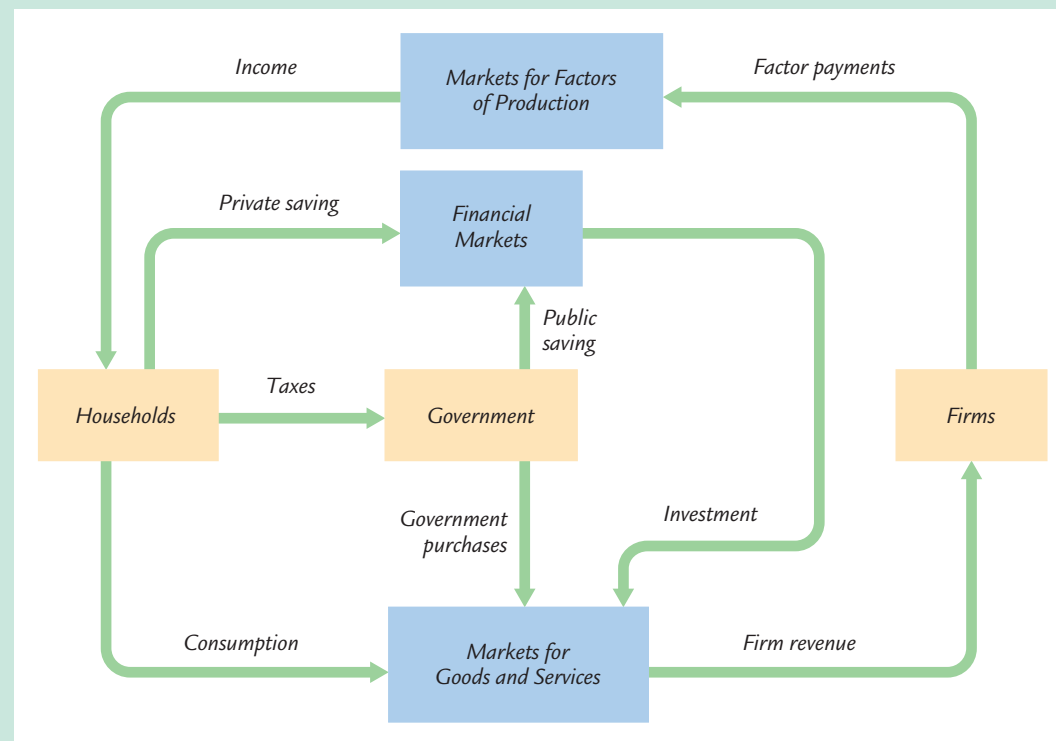 Income
Markets for Factors
of Production
Factor payments
Private saving
Financial
Markets
Public
saving
Households
Taxes
Government
Firms
Government
purchases
Investment
Consumption
Markets for
Goods and Services
Firm revenue